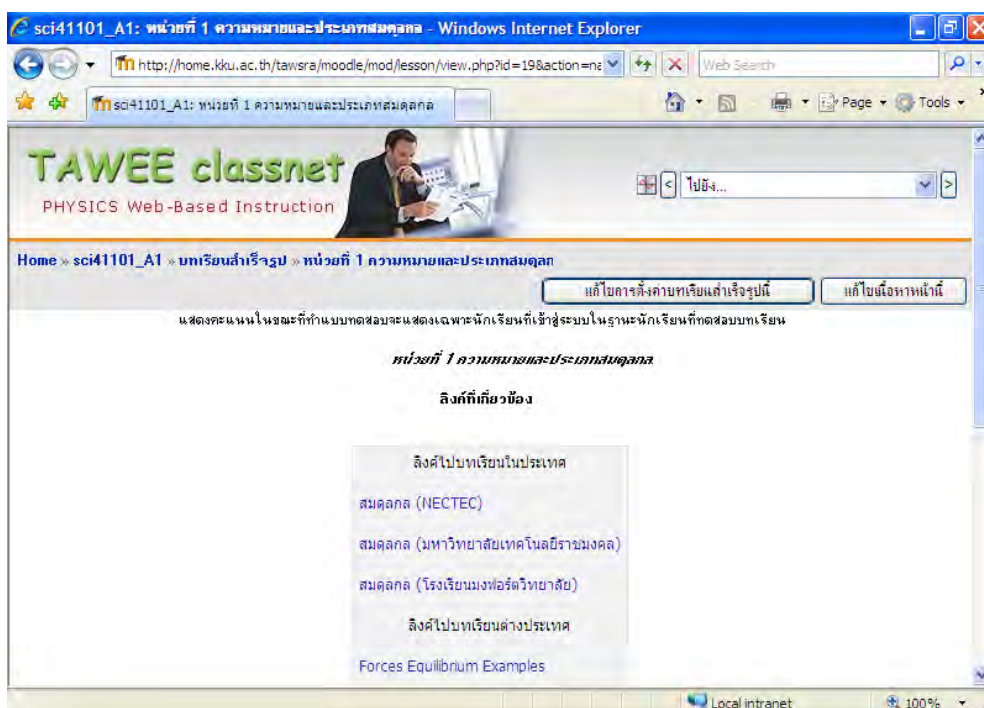 sci41101_A1: หน่วยที่ 1 ความหมายและประเภทสมดุลกล - Windows Internet Explorer
http://home.kku.ac.th/tawsra/moodle/mod/lesson/view.php?id=19&action=na
Web Search
sci41101_A1: หน่วยที่ 1 ความหมายและประเภทสมดุลกล
Page
Tools
TAWEE classnet
PHYSICS Web-Based Instruction
ไปยัง...
Home » sci41101_A1 » บทเรียนสำเร็จรูป » หน่วยที่ 1 ความหมายและประเภทสมดุลก
แก้ไขการตั้งค่าบทเรียนสำเร็จรูปนี้
แก้ไขเนื้อหาหน้านี้
แสดงคะแนนในขณะที่ทำแบบทดสอบจะแสดงเฉพาะนักเรียนที่เข้าสู่ระบบในฐานะนักเรียนที่ทดสอบบทเรียน
หน่วยที่ 1 ความหมายและประเภทสมดุลกล
ลิงค์ที่เกี่ยวข้อง
ลิงค์ไปบทเรียนในประเทศ
สมดุลกล (NECTEC)
สมดุลกล (มหาวิทยาลัยเทคโนลยีราชมงคล)
สมดุลกล (โรงเรียนมงฟอร์ตวิทยาลัย)
ลิงค์ไปบทเรียนต่างประเทศ
Forces Equilibrium Examples
Local intranet
100%